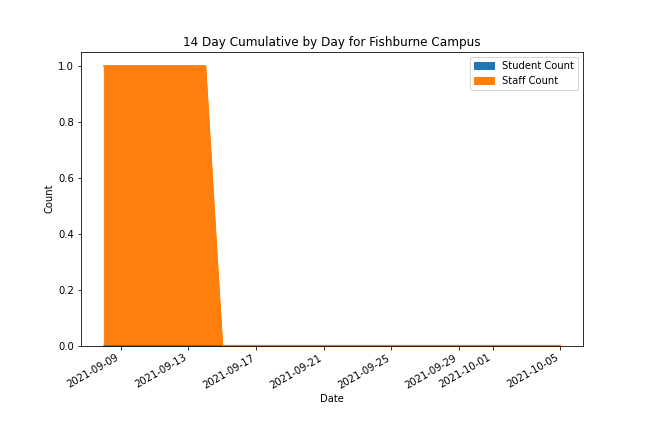 14 Day Cumulative by Day for Fishburne Campus
Student Count
Staff Count
1.0
0.8
0.6
0.4
0.2
0.0
Count
2021-09-09
2021-09-13
2021-09-17
2021-09-21
2021-09-25
2021-09-29
2021-10-01
2021-10-05
Date